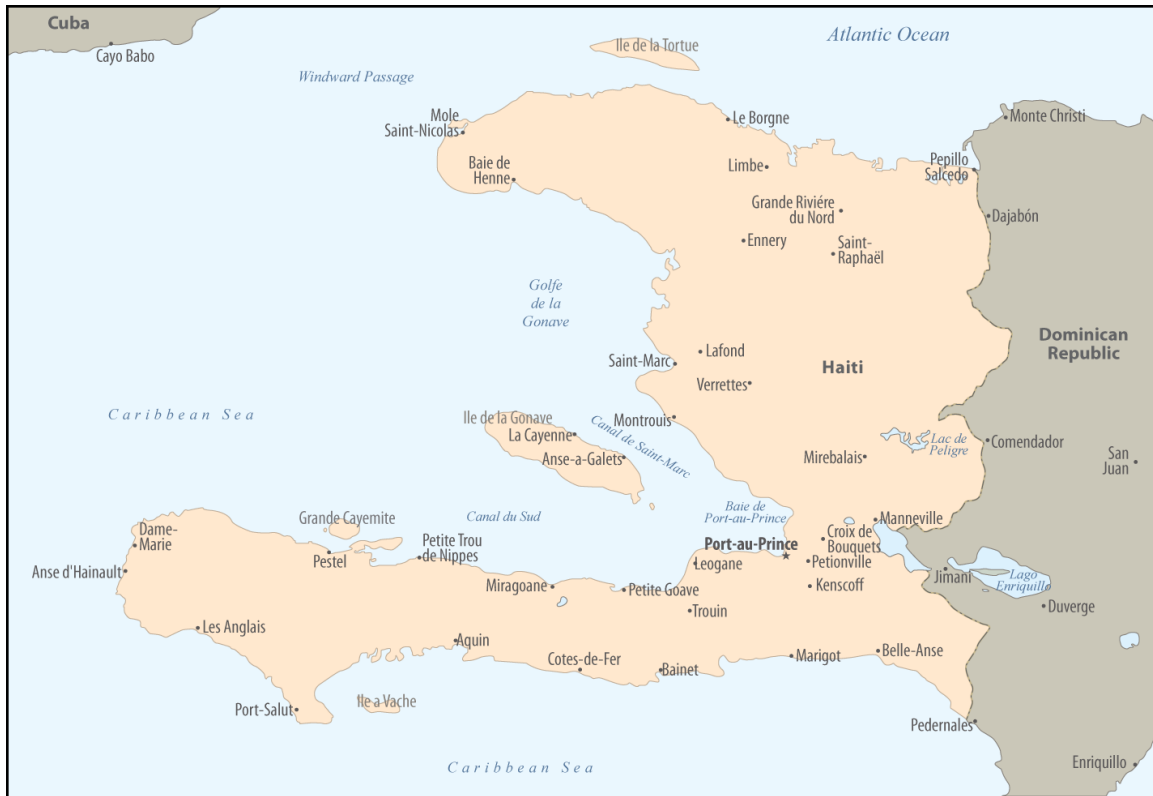 Cuba
Cayo Babo
Ile de la Tortue
Atlantic Ocean
Windward Passage
Mole
Saint-Nicolas
Le Borgne
Monte Christi
Baie de
Henne
Limbe
Pepillo
Salcedo
Grande Riviére
du Nord
Dajabón
Ennery
Saint-
Raphaël
Golfe
de la
Gonave
Dominican
Republic
Saint-Marc
Lafond
Haiti
Verrettes
Caribbean Sea
Ile de la Gonave
Montrouis
La Cayenne
Canal de Saint-Marc
Anse-a-Galets
Mirebalais
Lac de
Peligre
Comendador
San
Juan
Grande Cayemite
Canal du Sud
Baie de
Port-au-Prince
Manneville
Dame-
Marie
Pestel
Petite Trou
de Nippes
Port-au-Prince
Croix de
Bouquets
Anse d'Hainault
Leogane
Petionville
Jimaní
Lago
Enriquillo
Miragoane
Petite Goave
Kenscoff
Trouin
Duverge
Les Anglais
Aquin
Cotes-de-Fer
Bainet
Marigot
Belle-Anse
Port-Salut
Ile a Vache
Pedernales
Caribbean Sea
Enriquillo